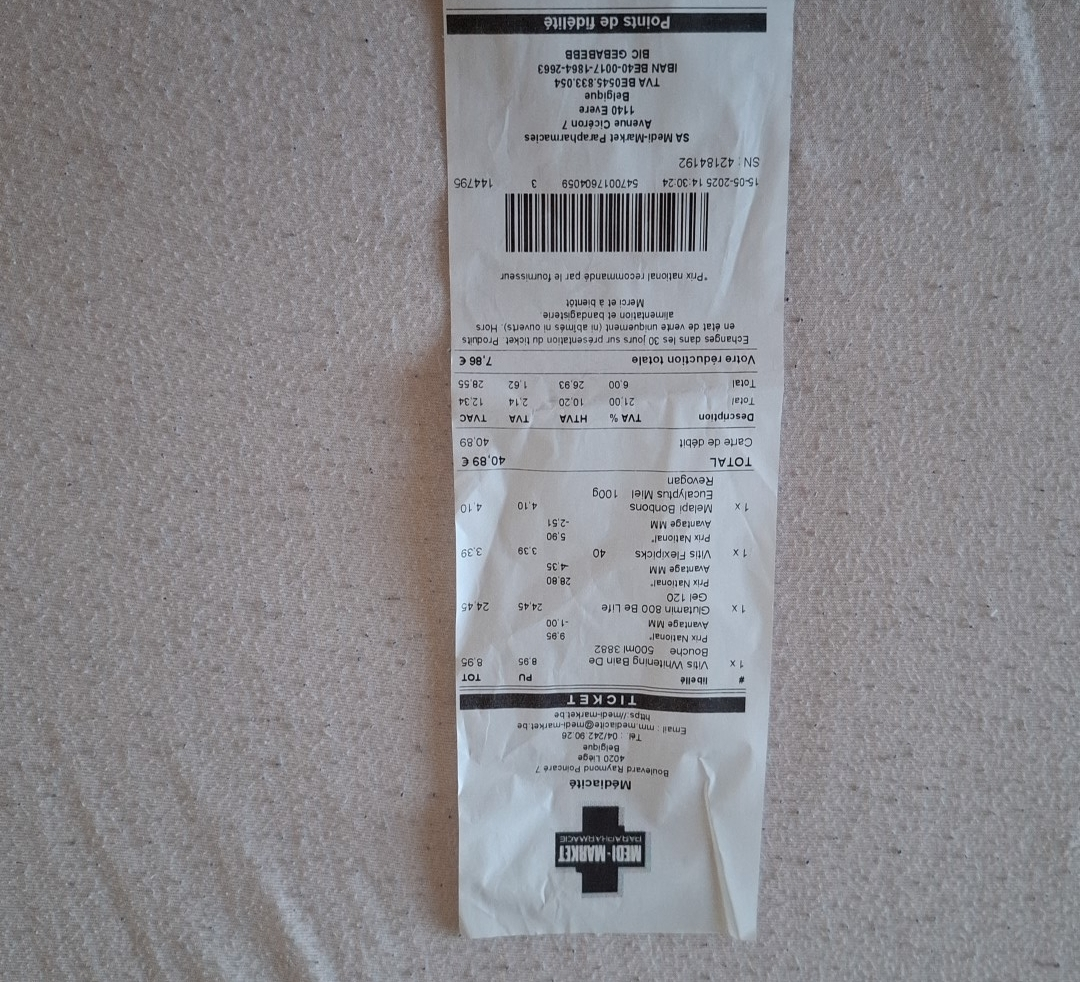 MEDI-MARKET
PARAPHARMACIE
Médiacité
Boulevard Raymond Poincaré 7
4020 Liège
Belgique
Tél : 04/242.90.26
Email : mm.mediacite@medi-market.be
https://medi-market.be
TICKET
# libellé PU TOT
1 x Vitis Whitening Bain De 8,95 8,95
Bouche 500ml 3882
Prix National* 9,95
Avantage MM -1,00
1 x Glutamin 800 Be Life 24,45 24,45
Gel 120
Prix National* 28,80
Avantage MM -4,35
1 x Vitis Flexipicks 40 3,39 3,39
Prix National* 5,90
Avantage MM -2,51
1 x Melapi Bonbons 4,10 4,10
Eucalyptus Miel 100g
Revogan
TOTAL 40,89 €
Carte de débit 40,89
Description TVA % HTVA TVA TVAC
Total 21,00 10,20 2,14 12,34
Total 6,00 26,93 1,62 28,55
Votre réduction totale 7,86 €
Echanges dans les 30 jours sur présentation du ticket. Produits
en état de vente uniquement (ni abîmés ni ouverts). Hors
alimentation et bandagisterie
Merci et à bientôt
*Prix national recommandé par le fournisseur
15-05-2025 14:30:24 5470017604059 3 144795
SN : 42184192
SA Medi-Market Parapharmacies
Avenue Cicéron 7
1140 Evere
Belgique
TVA BE0545.833.054
IBAN BE40-0017-1864-2663
BIC GEBABEBB
Points de fidélité